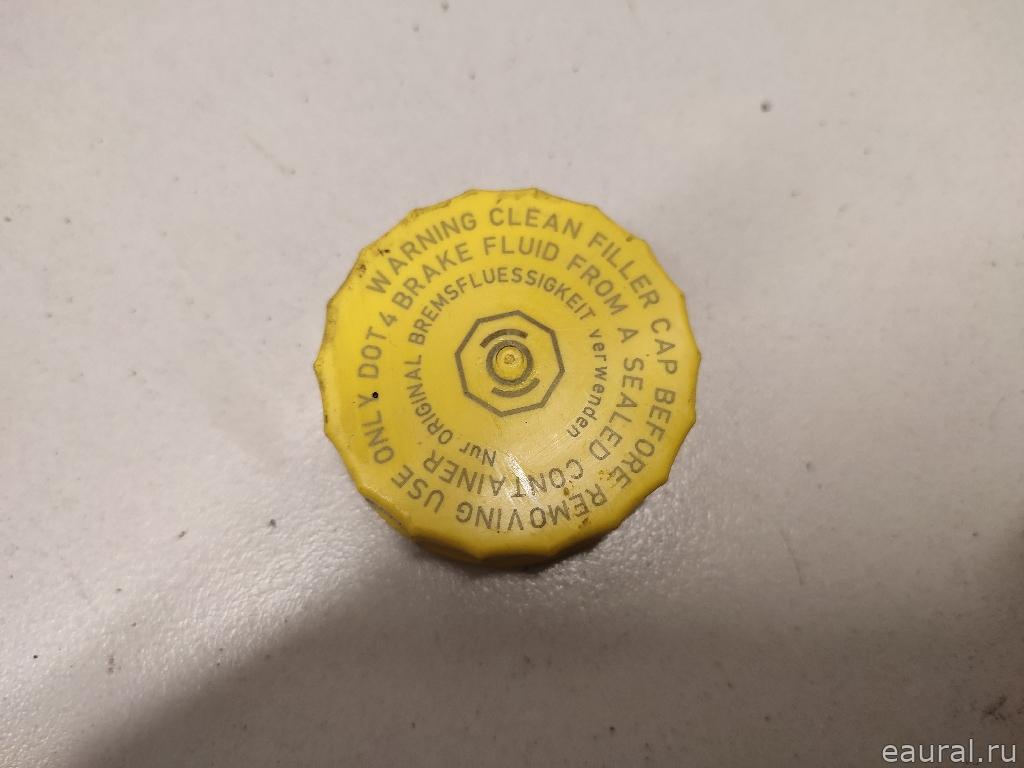 WARNING CLEAN FILLER CAP BEFORE REMOVING USE ONLY DOT 4 BRAKE FLUID FROM A SEALED CONTAINER
Nur ORIGINAL BREMSFLUESSIGKEIT verwenden
eaural.ru